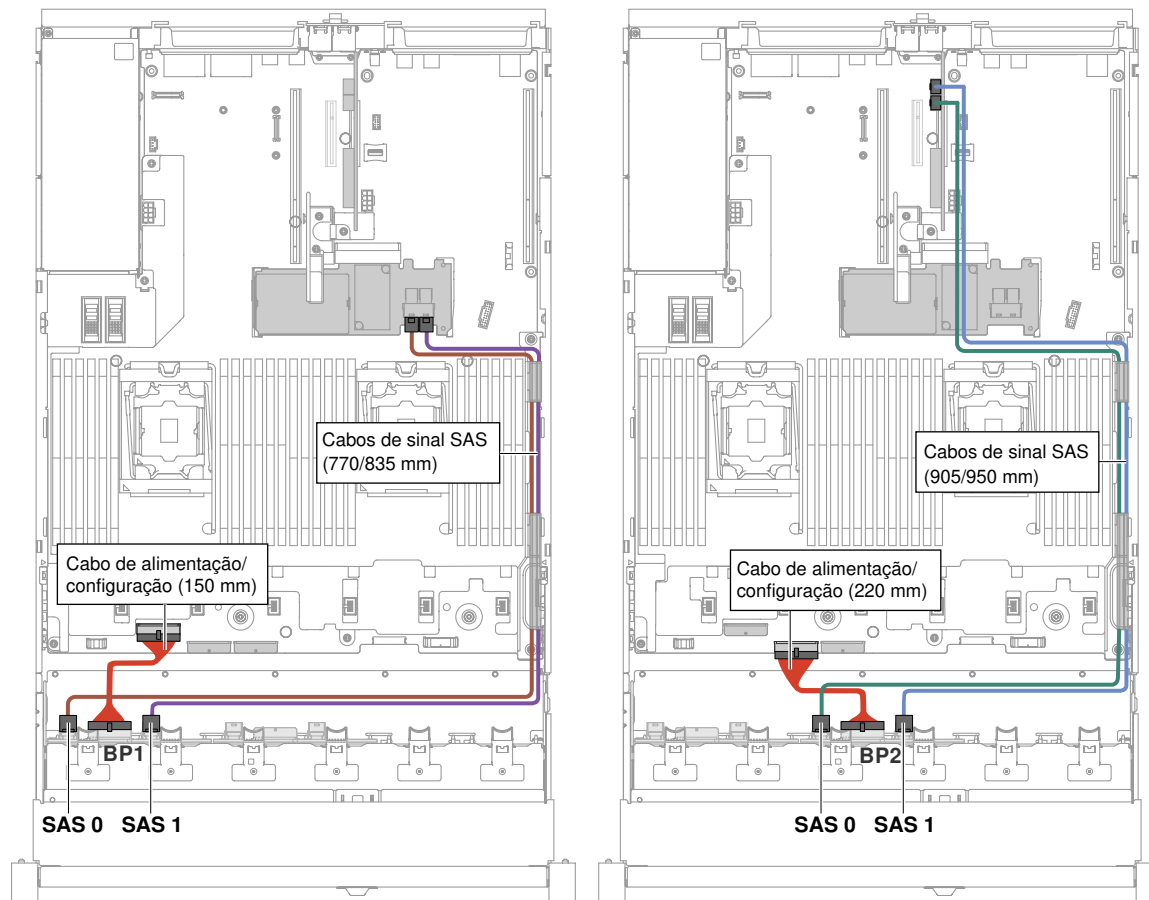 Cabos de sinal SAS
(770/835 mm)
Cabo de alimentação/
configuração (150 mm)
BP1
SAS 0 SAS 1
Cabos de sinal SAS
(905/950 mm)
Cabo de alimentação/
configuração (220 mm)
BP2
SAS 0 SAS 1